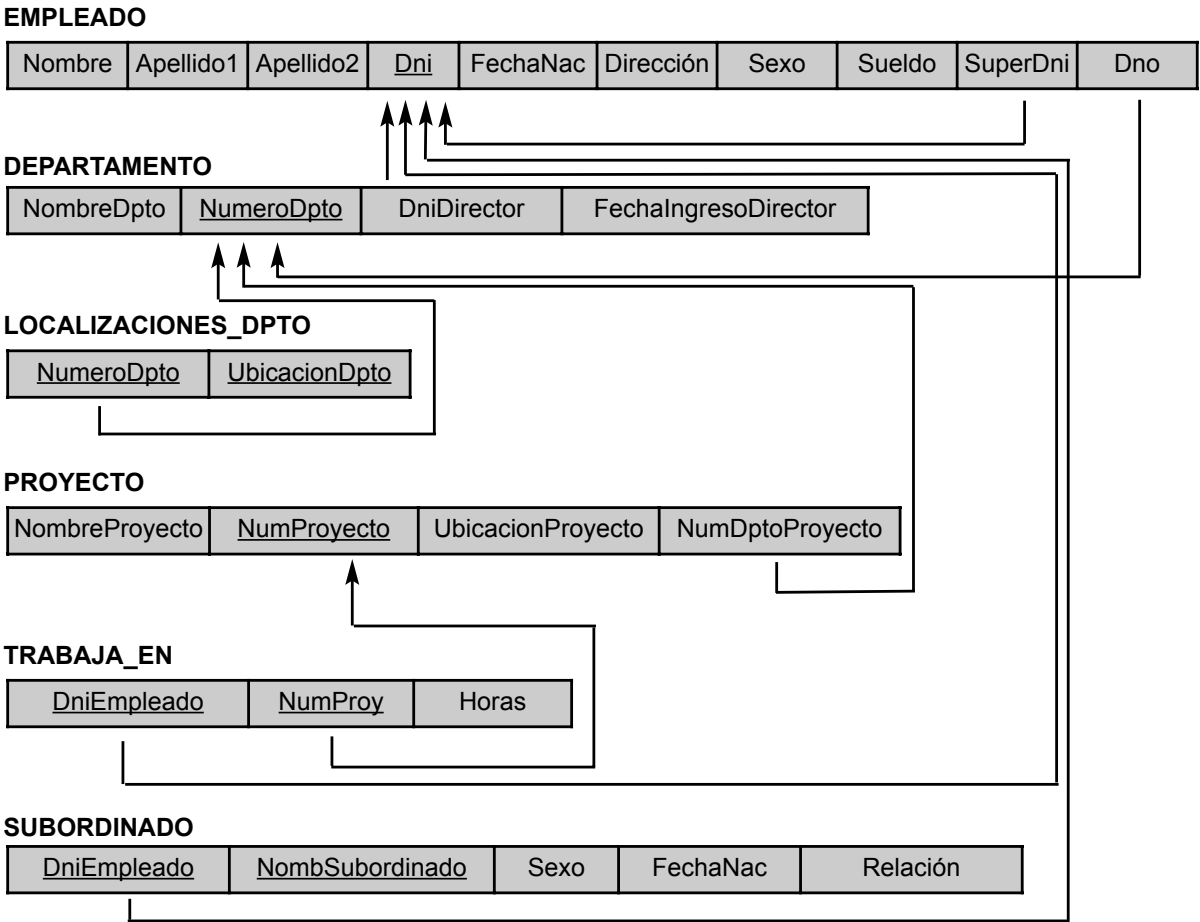 EMPLEADO
Nombre Apellido1 Apellido2 Dni FechaNac Dirección Sexo Sueldo SuperDni Dno
DEPARTAMENTO
NombreDpto NumeroDpto DniDirector FechaIngresoDirector
LOCALIZACIONES_DPTO
NumeroDpto UbicacionDpto
PROYECTO
NombreProyecto NumProyecto UbicacionProyecto NumDptoProyecto
TRABAJA_EN
DniEmpleado NumProy Horas
SUBORDINADO
DniEmpleado NombSubordinado Sexo FechaNac Relación